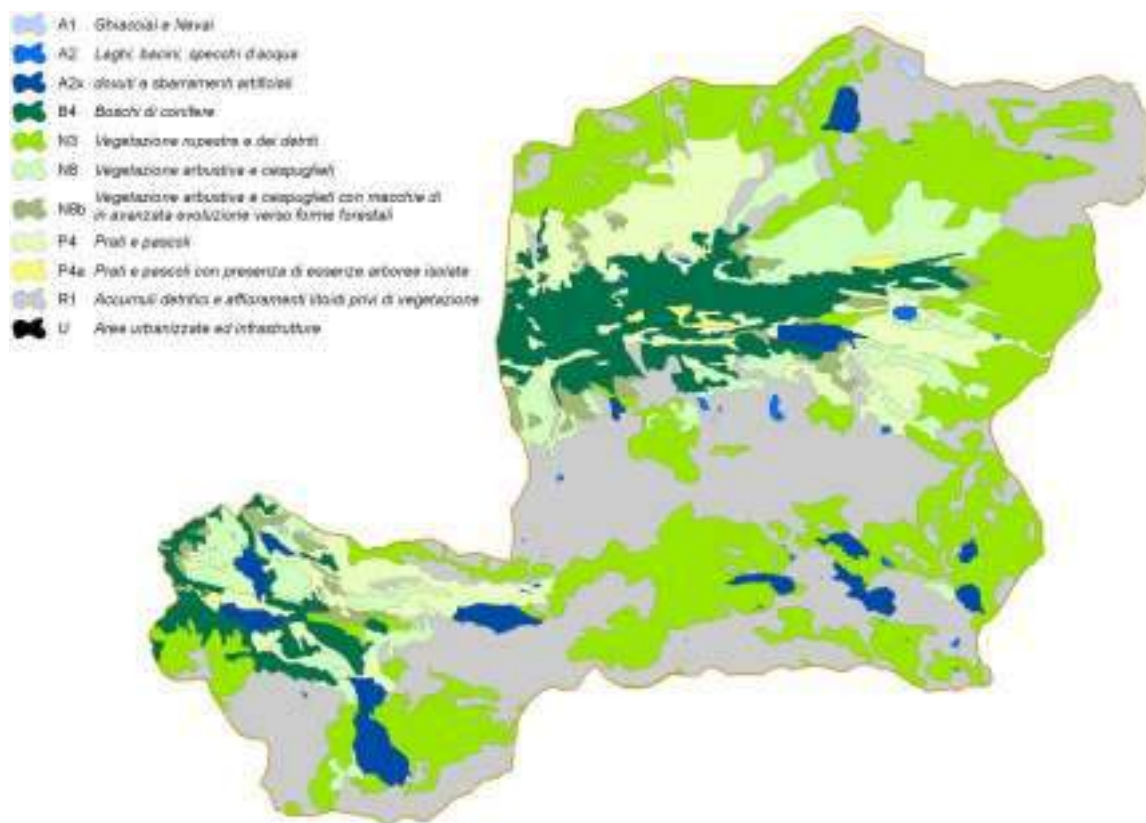 A1 Ghiacciai e Nevai
A2 Laghi, bacini, specchi d'acqua
A2x dovuti a sbarramenti artificiali
B4 Boschi di conifere
N3 Vegetazione rupestre e dei detriti
N8 Vegetazione arbustiva e cespuglieti
N8b Vegetazione arbustiva e cespuglieti con macchie di
in avanzata evoluzione verso forme forestali
P4 Prati e pascoli
P4a Prati e pascoli con presenza di essenze arboree isolate
R1 Accumuli detritici e affioramenti litoidi privi di vegetazione
U Aree urbanizzate ed infrastrutture